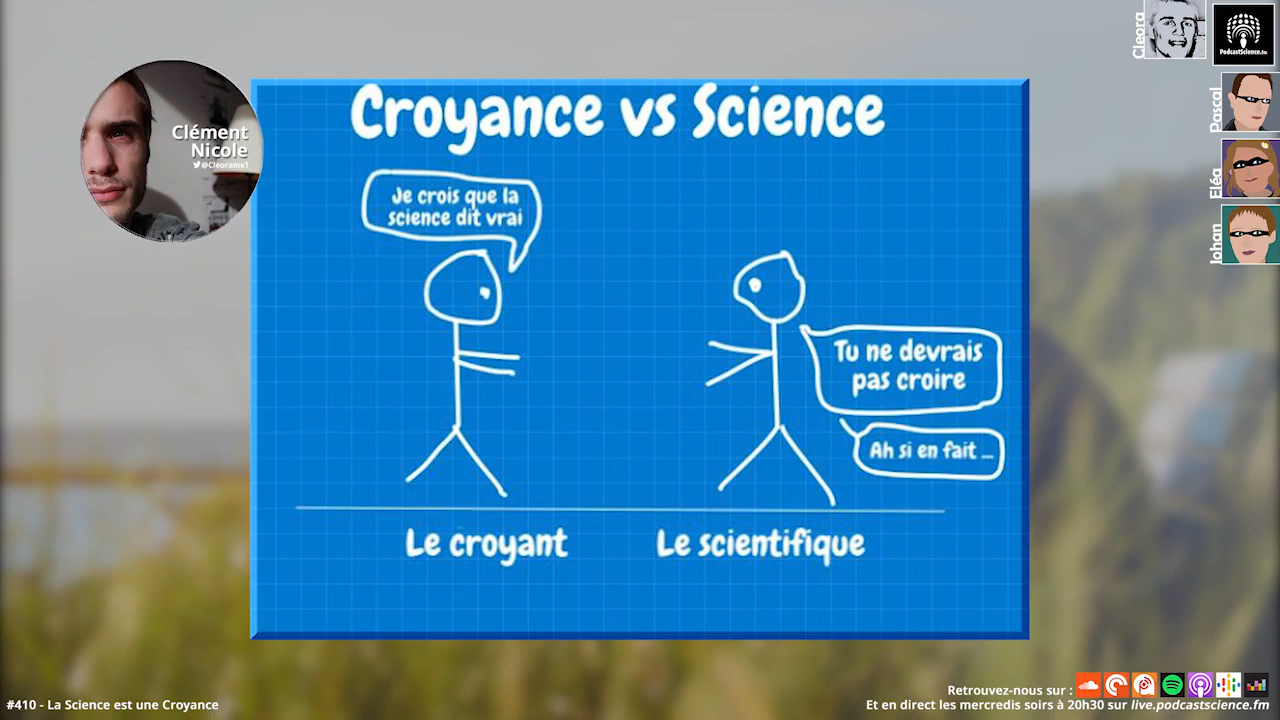 Croyance vs Science
Clément
Nicole
@Cleoramx1
Je crois que la
science dit vrai
Tu ne devrais
pas croire
Ah si en fait ...
Le croyant
Le scientifique
Cleora
PodcastScience.fm
Pascal
Eléa
Johan
Retrouvez-nous sur :
#410 - La Science est une Croyance
Et en direct les mercredis soirs à 20h30 sur live.podcastscience.fm